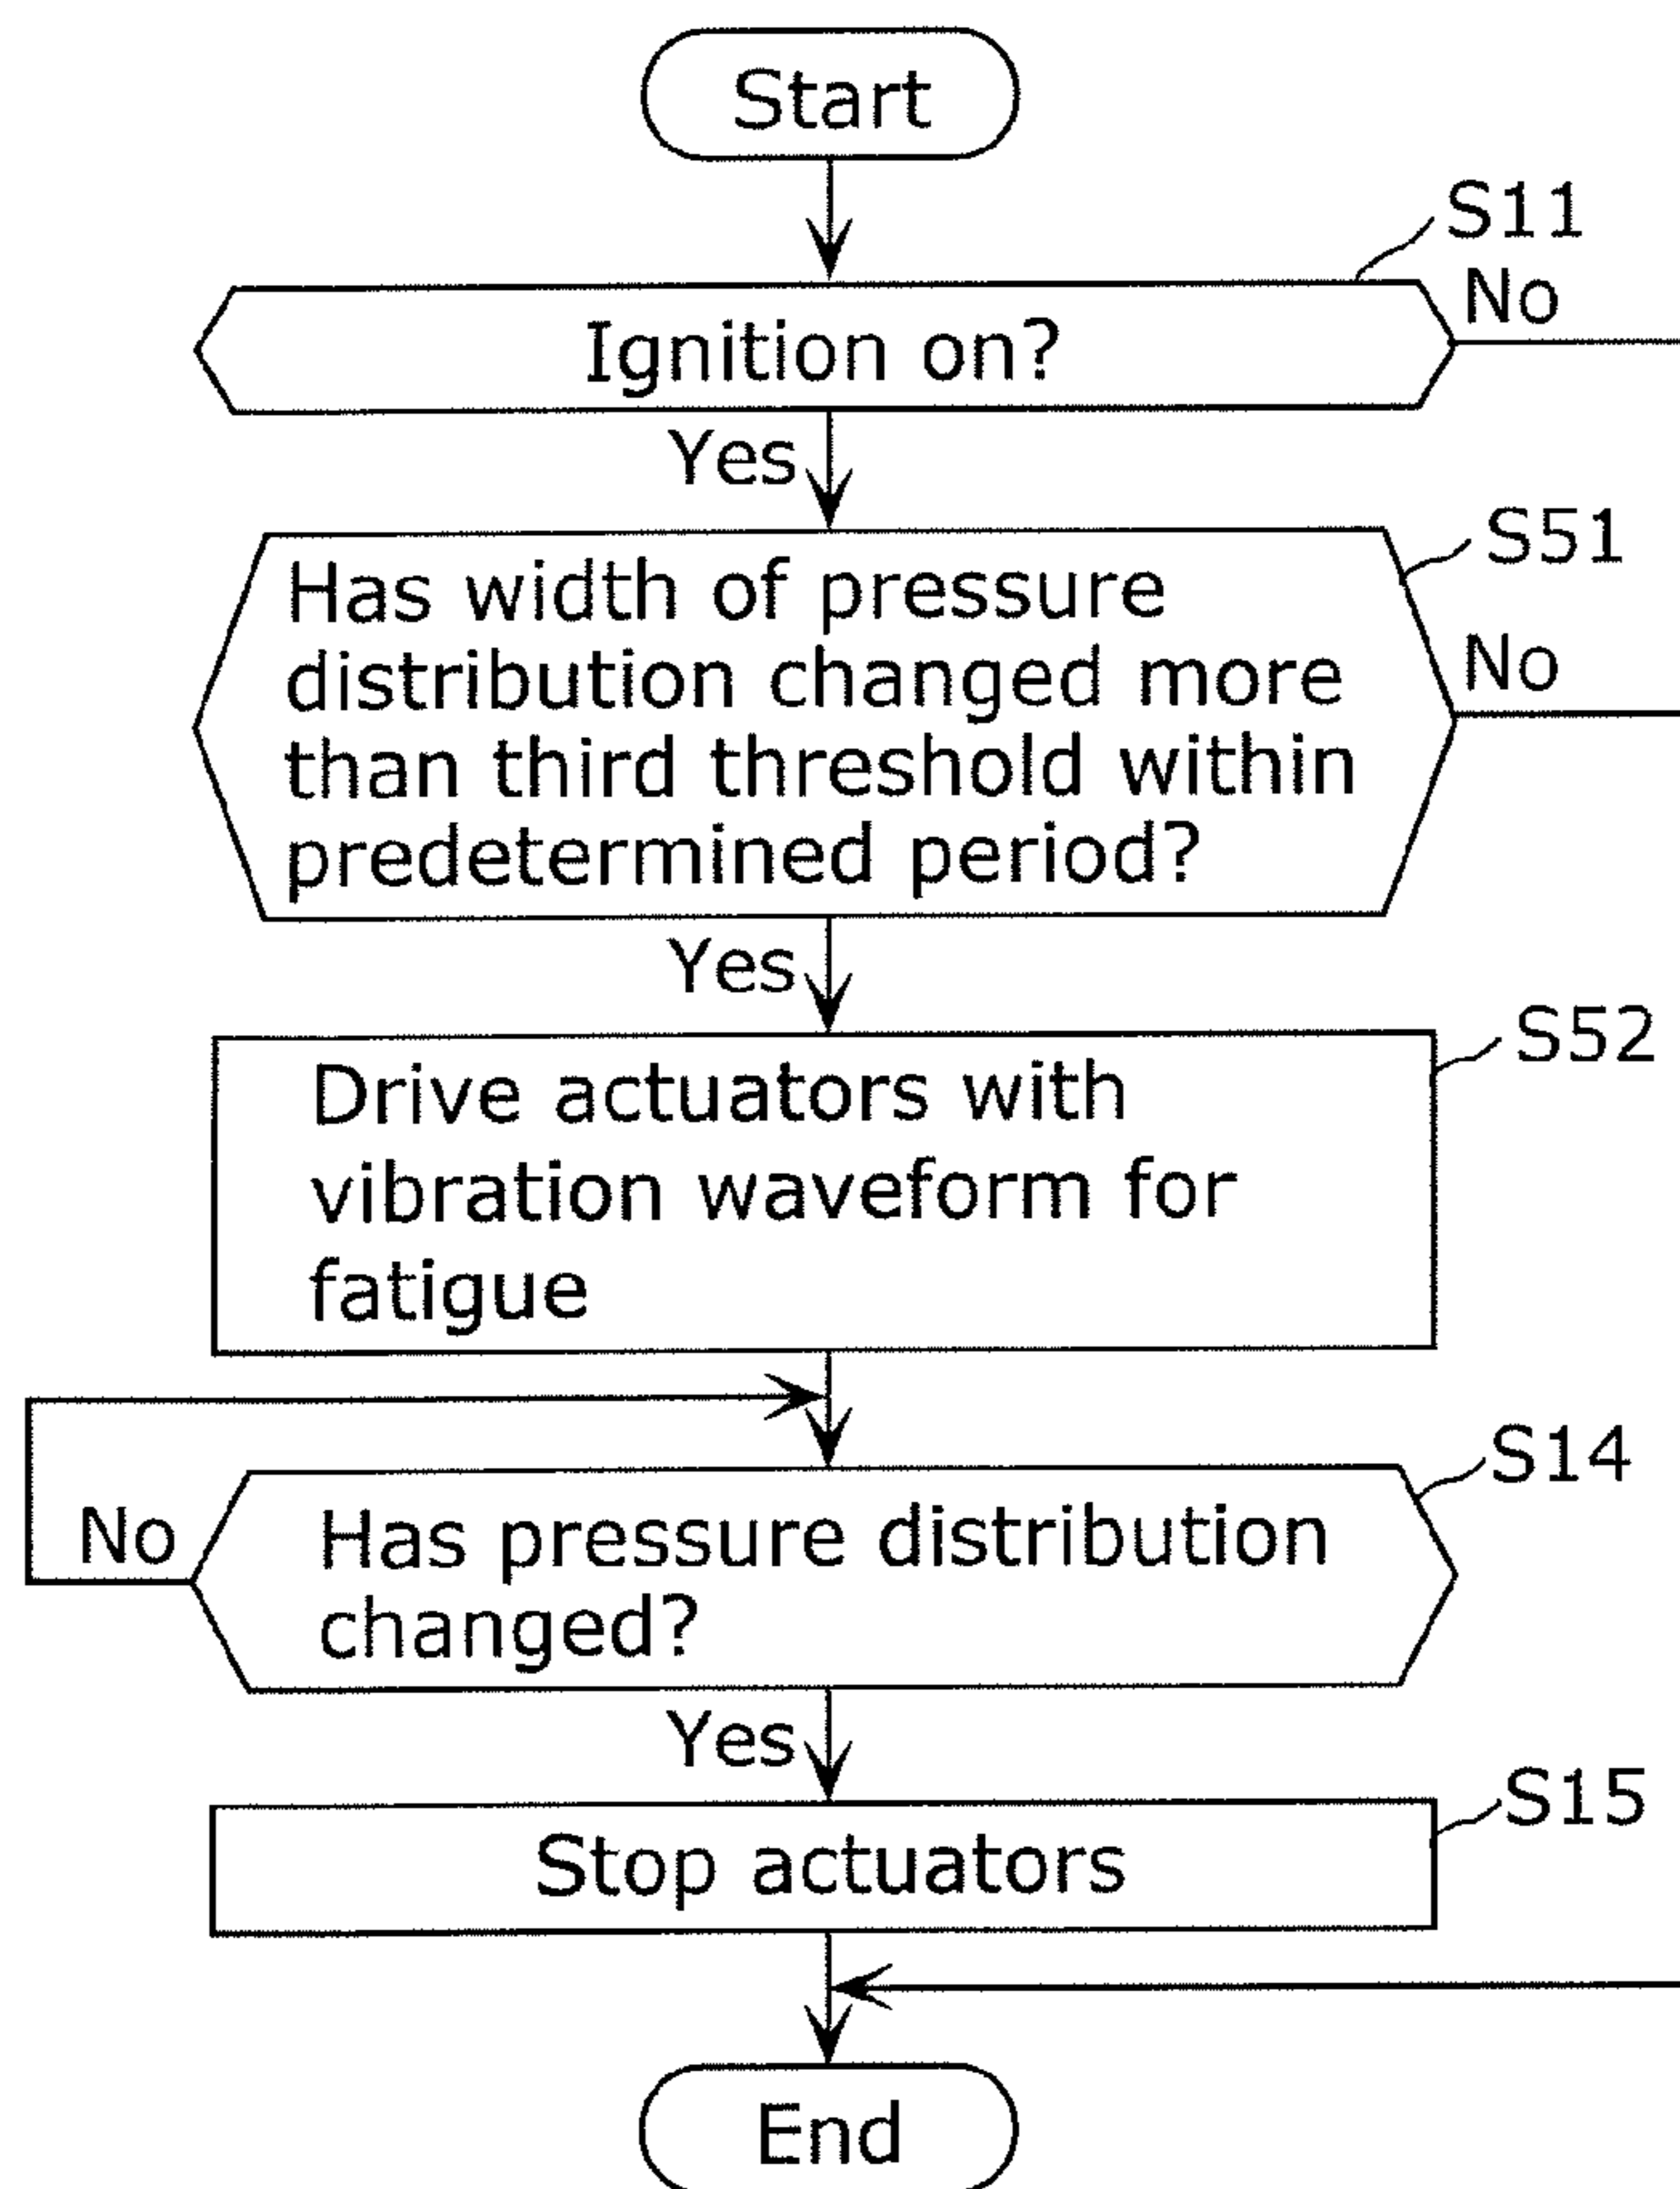 Start
S11
No
Ignition on?
Yes
S51
Has width of pressure
distribution changed more
than third threshold within
predetermined period?
No
Yes
S52
Drive actuators with
vibration waveform for
fatigue
S14
No
Has pressure distribution
changed?
Yes
S15
Stop actuators
End